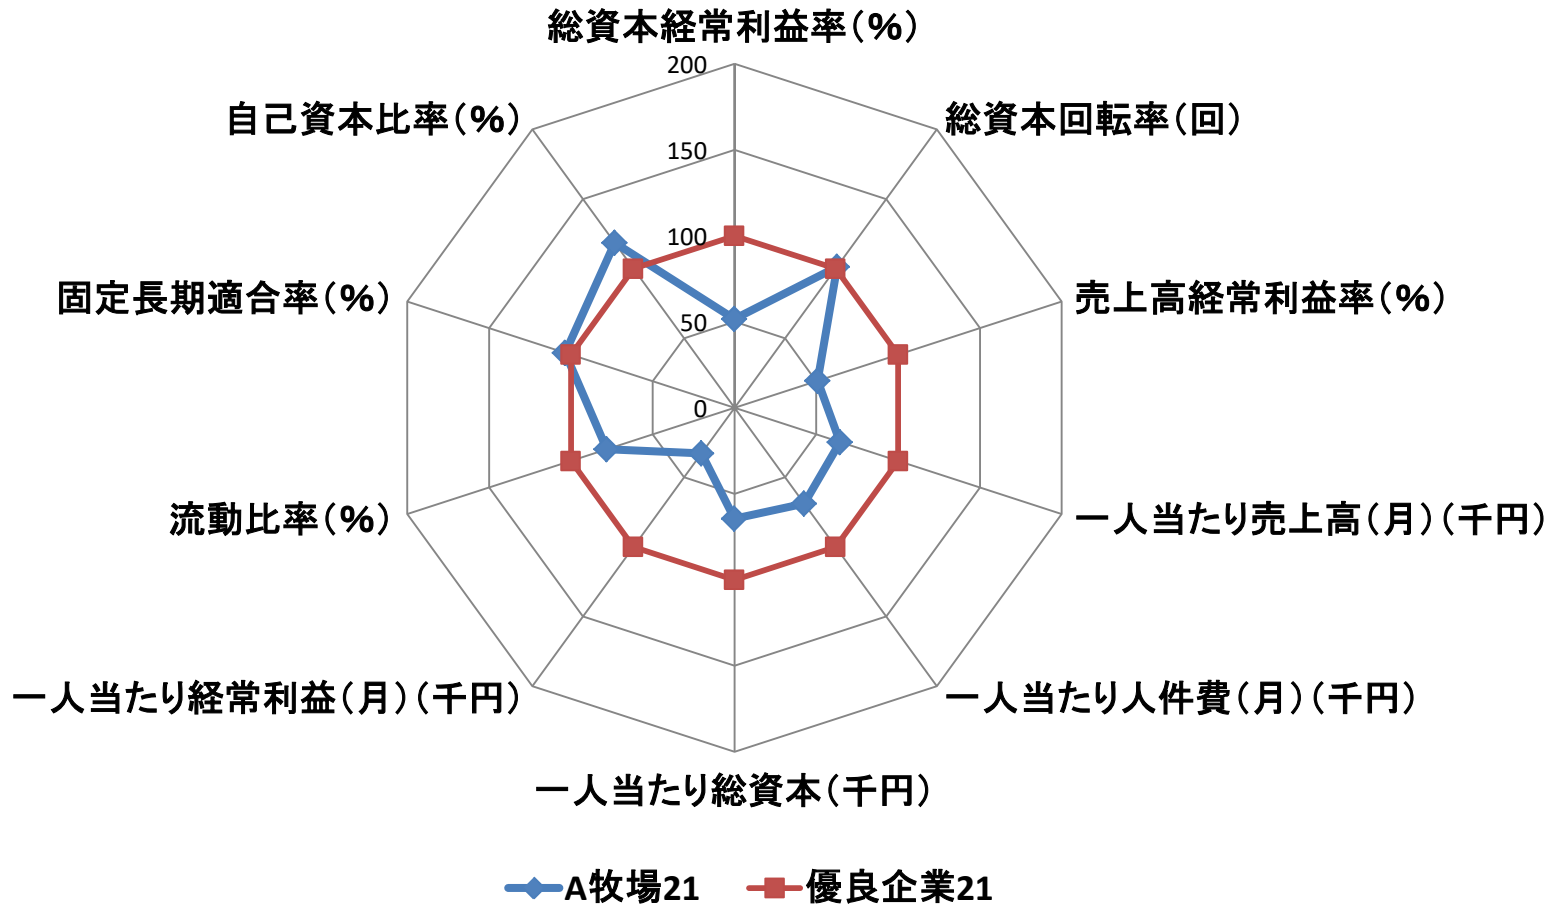 総資本経常利益率(%)
200
自己資本比率(%)
総資本回転率(回)
150
100
固定長期適合率(%)
売上高経常利益率(%)
50
0
流動比率(%)
一人当たり売上高(月)(千円)
一人当たり経常利益(月)(千円)
一人当たり人件費(月)(千円)
一人当たり総資本(千円)
A牧場21
優良企業21